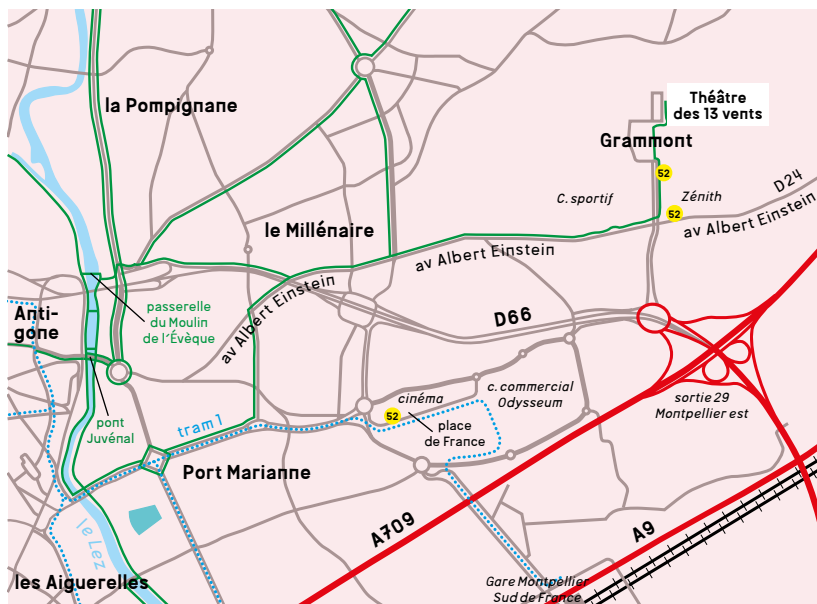 la Pompignane
Théâtre
des 13 vents
Grammont
52
C. sportif
Zénith
D24
52
av Albert Einstein
le Millénaire
av Albert Einstein
av Albert Einstein
passerelle
du Moulin
de l'Évèque
Anti-
gone
D66
pont
Juvénal
tram 1
cinéma
52
place
de France
c. commercial
Odysseum
sortie 29
Montpellier est
Port Marianne
A709
A9
le Lez
les Aiguerelles
Gare Montpellier
Sud de France